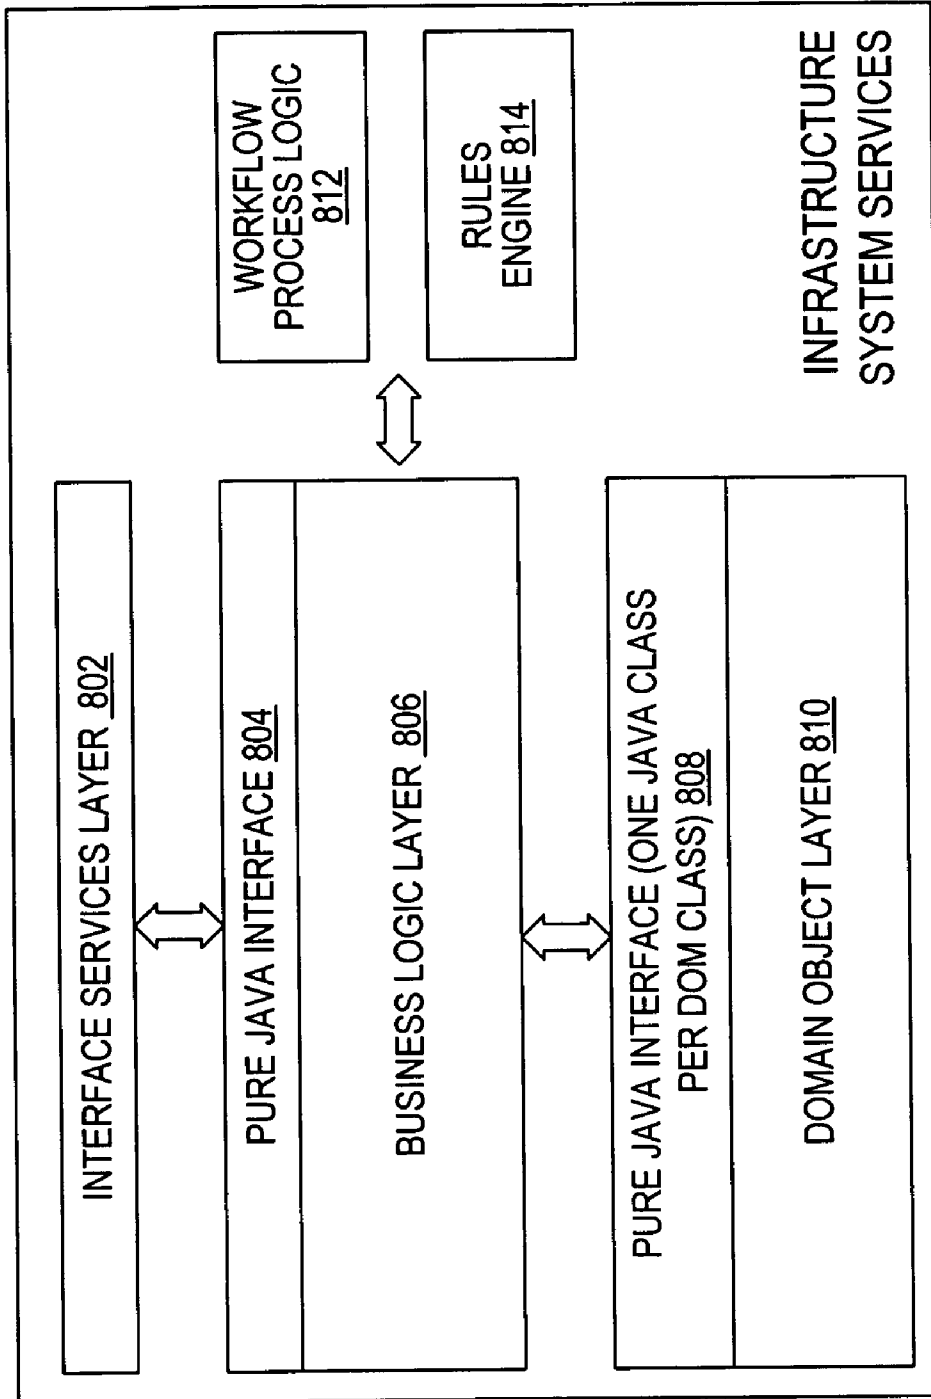 INTERFACE SERVICES LAYER 802
PURE JAVA INTERFACE 804
BUSINESS LOGIC LAYER 806
PURE JAVA INTERFACE (ONE JAVA CLASS
PER DOM CLASS) 808
DOMAIN OBJECT LAYER 810
WORKFLOW
PROCESS LOGIC
812
RULES
ENGINE 814
INFRASTRUCTURE
SYSTEM SERVICES